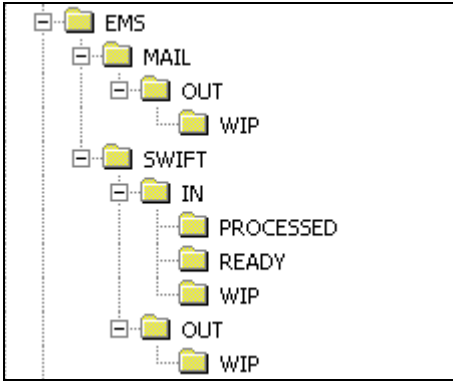 EMS
MAIL
OUT
WIP
SWIFT
IN
PROCESSED
READY
WIP
OUT
WIP